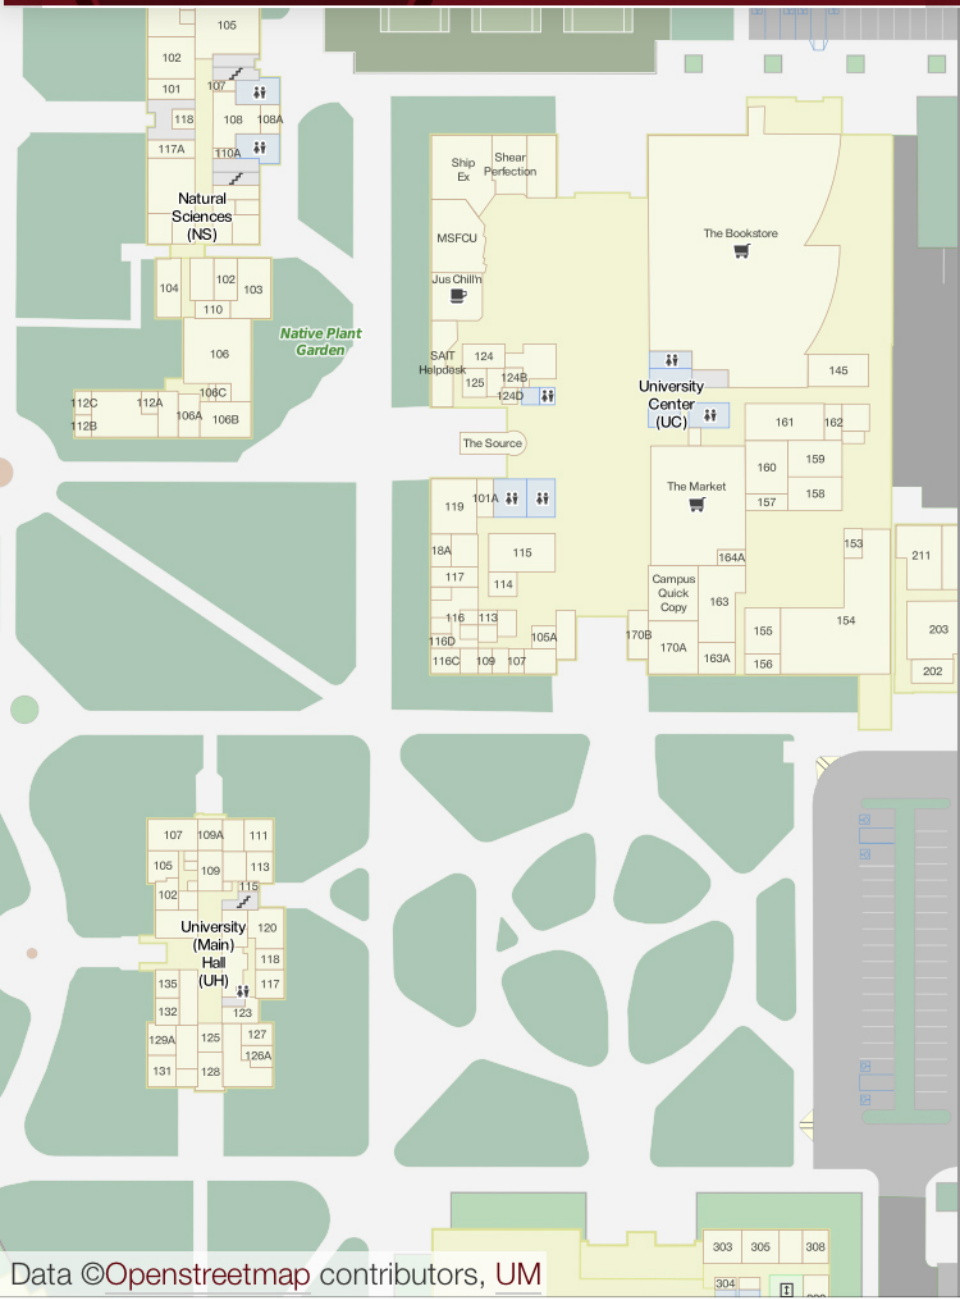 105
102
107
101
118
108
108A
117A
110A
Natural
Sciences
(NS)
104
102
103
110
106
Native Plant
Garden
106C
112C
112A
106A
106B
112B
Ship
Ex
Shear
Perfection
MSFCU
Jus Chill'n
SAIT
Helpdesk
124
124B
125
124D
The Source
The Bookstore
145
University
Center
(UC)
161
162
159
160
The Market
158
157
164A
153
119
101A
18A
115
117
114
116
113
116D
105A
116C
109
107
Campus
Quick
Copy
163
170B
170A
163A
155
156
154
211
203
202
107
109A
111
105
109
113
115
102
University
(Main)
Hall
(UH)
120
118
117
135
132
123
129A
125
127
126A
131
128
303
305
308
304
Data ©Openstreetmap contributors, UM